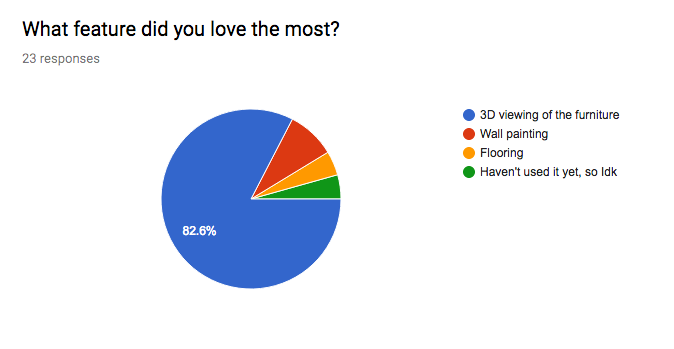 What feature did you love the most?
23 responses
3D viewing of the furniture
Wall painting
Flooring
Haven't used it yet, so Idk
82.6%